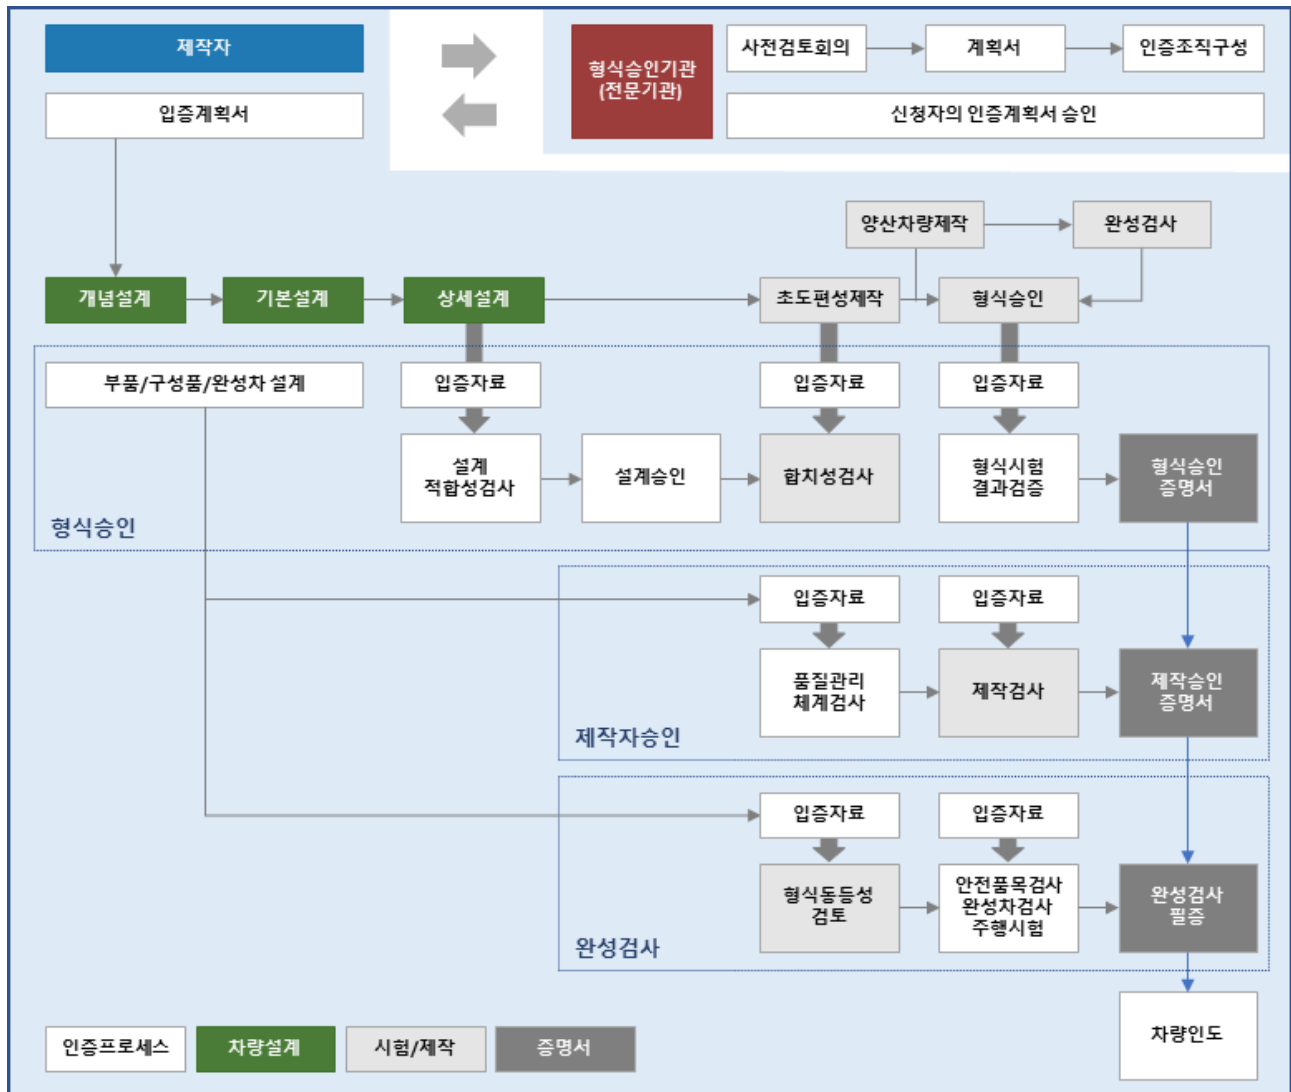 제작자
입증계획서
형식승인기관
(전문기관)
사전검토회의
계획서
인증조직구성
신청자의 인증계획서 승인
양산차량제작
완성검사
개념설계
기본설계
상세설계
초도편성제작
형식승인
부품/구성품/완성차 설계
입증자료
입증자료
입증자료
설계
적합성검사
설계승인
합치성검사
형식시험
결과검증
형식승인
증명서
형식승인
입증자료
입증자료
품질관리
체계검사
제작검사
제작승인
증명서
제작자승인
입증자료
입증자료
형식동등성
검토
안전품목검사
완성차검사
주행시험
완성검사
필증
완성검사
차량인도
인증프로세스
차량설계
시험/제작
증명서